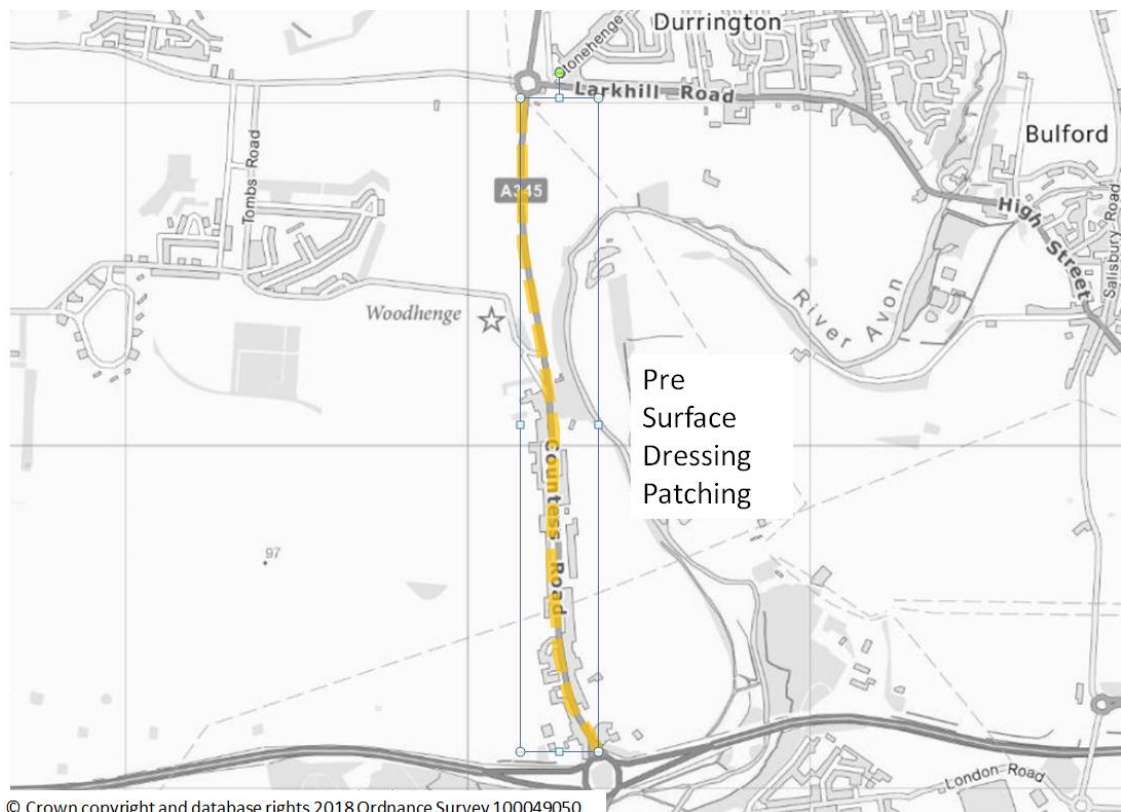 Durrington
Stonehenge
Larkhill Road
Bulford
Tombs Road
A345
High Street
Salisbury Road
Woodhenge
River Avon
Pre
Surface
Dressing
Patching
Countess Road
97
London Road
© Crown copyright and database rights 2018 Ordnance Survey 100049050